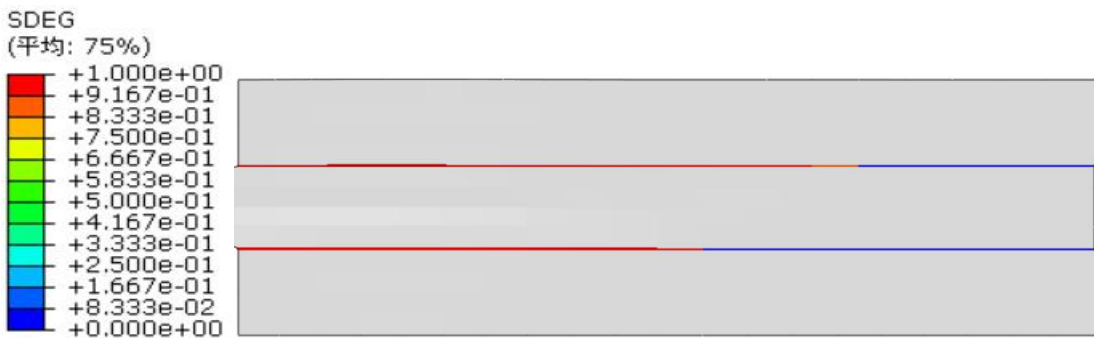 SDEG
(平均: 75%)
+1.000e+00
+9.167e-01
+8.333e-01
+7.500e-01
+6.667e-01
+5.833e-01
+5.000e-01
+4.167e-01
+3.333e-01
+2.500e-01
+1.667e-01
+8.333e-02
+0.000e+00